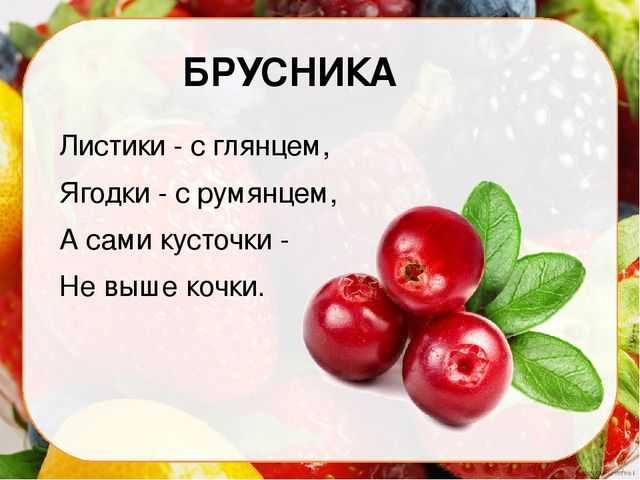 БРУСНИКА
Листики - с глянцем,
Ягодки - с румянцем,
А сами кусточки -
Не выше кочки.